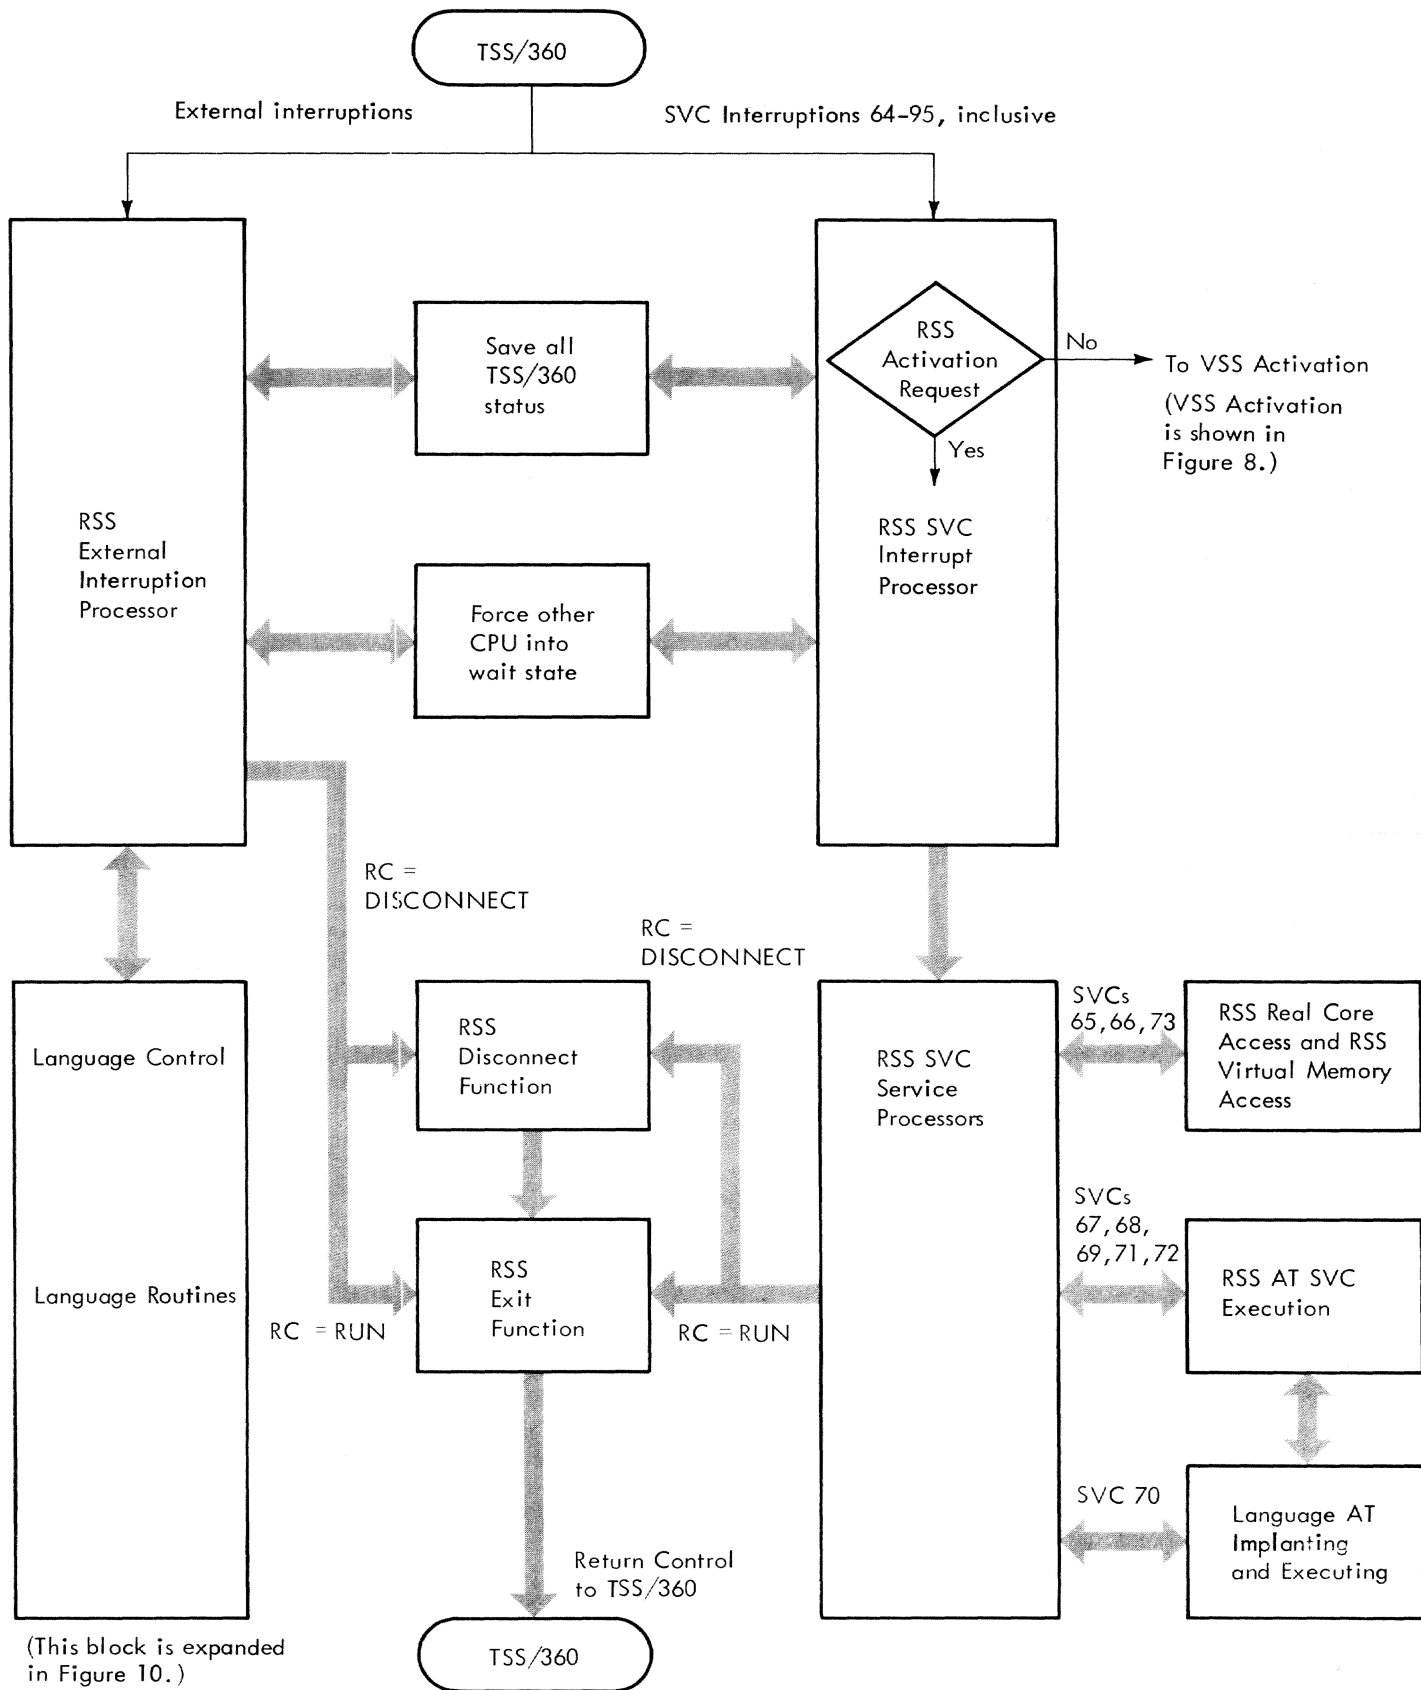 TSS/360
External interruptions
SVC Interruptions 64-95, inclusive
Save all
TSS/360
status
RSS
Activation
Request
No
To VSS Activation
(VSS Activation
is shown in
Figure 8.)
Yes
RSS
External
Interruption
Processor
RSS SVC
Interrupt
Processor
Force other
CPU into
wait state
RC =
DISCONNECT
RC =
DISCONNECT
Language Control
RSS
Disconnect
Function
RSS SVC
Service
Processors
SVCs
65,66,73
RSS Real Core
Access and RSS
Virtual Memory
Access
SVCs
67,68,
69,71,72
Language Routines
RSS
Exit
Function
RSS AT SVC
Execution
RC = RUN
RC = RUN
SVC 70
Language AT
Implanting
and Executing
Return Control
to TSS/360
(This block is expanded
in Figure 10.)
TSS/360